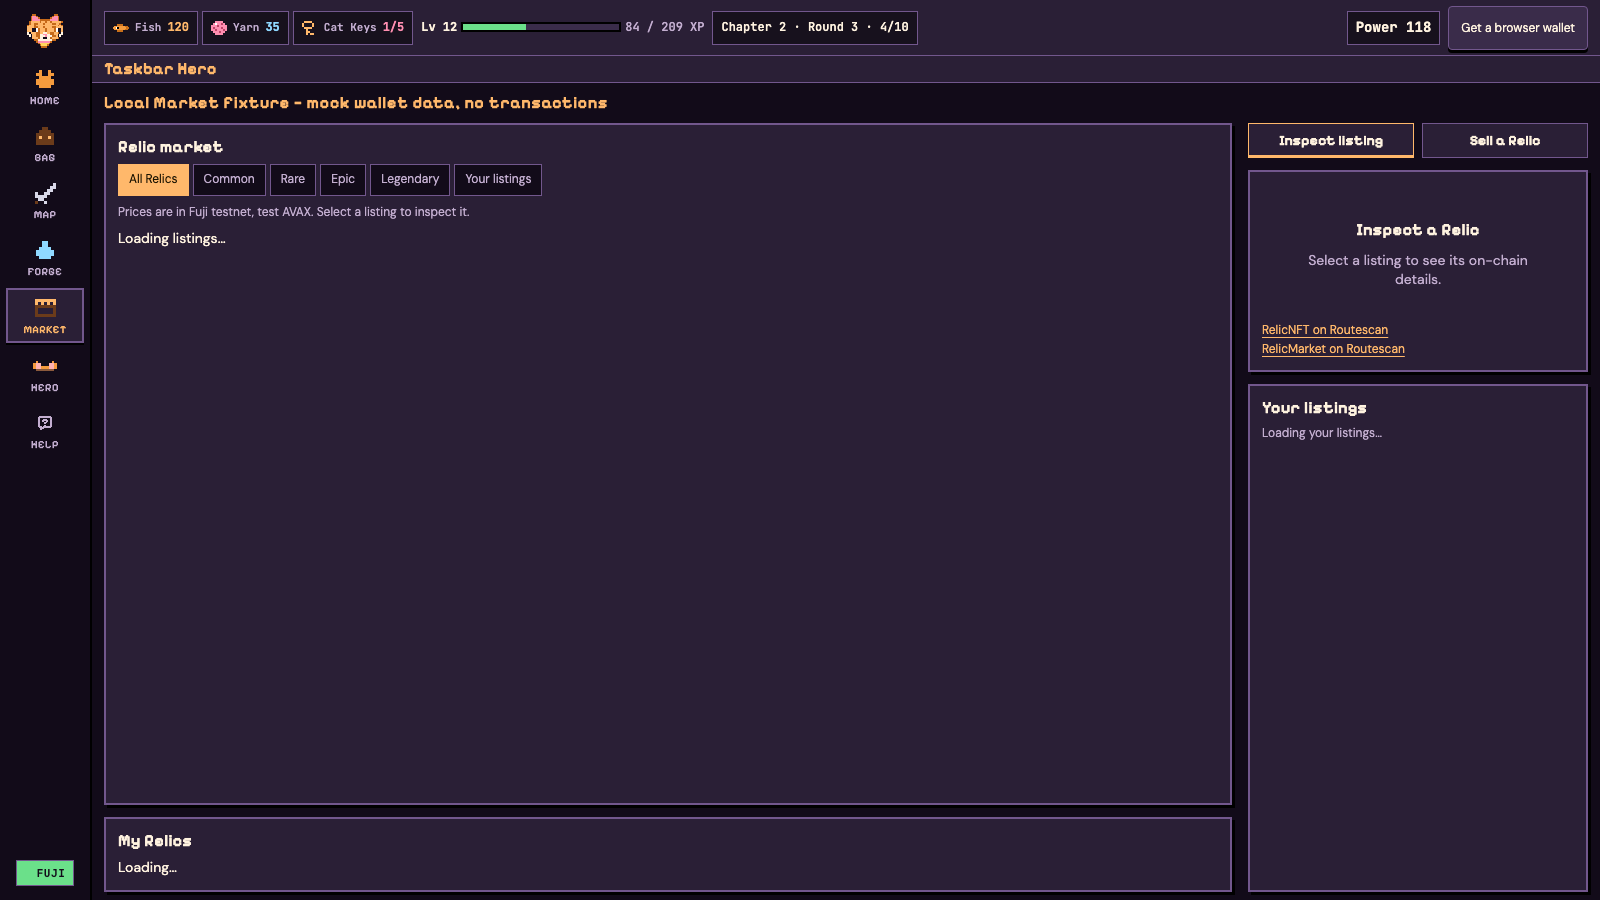 Fish 120
Yarn 35
Cat Keys 1/5
Lv 12
84 / 209 XP
Chapter 2 · Round 3 · 4/10
Power 118
Get a browser wallet
HOME
BAG
MAP
FORGE
MARKET
HERO
HELP
FUJI
Taskbar Hero
Local Market Fixture - mock wallet data, no transactions
Relic market
All Relics
Common
Rare
Epic
Legendary
Your listings
Prices are in Fuji testnet, test AVAX. Select a listing to inspect it.
Loading listings…
My Relics
Loading…
Inspect listing
Sell a Relic
Inspect a Relic
Select a listing to see its on-chain
details.
RelicNFT on Routescan
RelicMarket on Routescan
Your listings
Loading your listings…